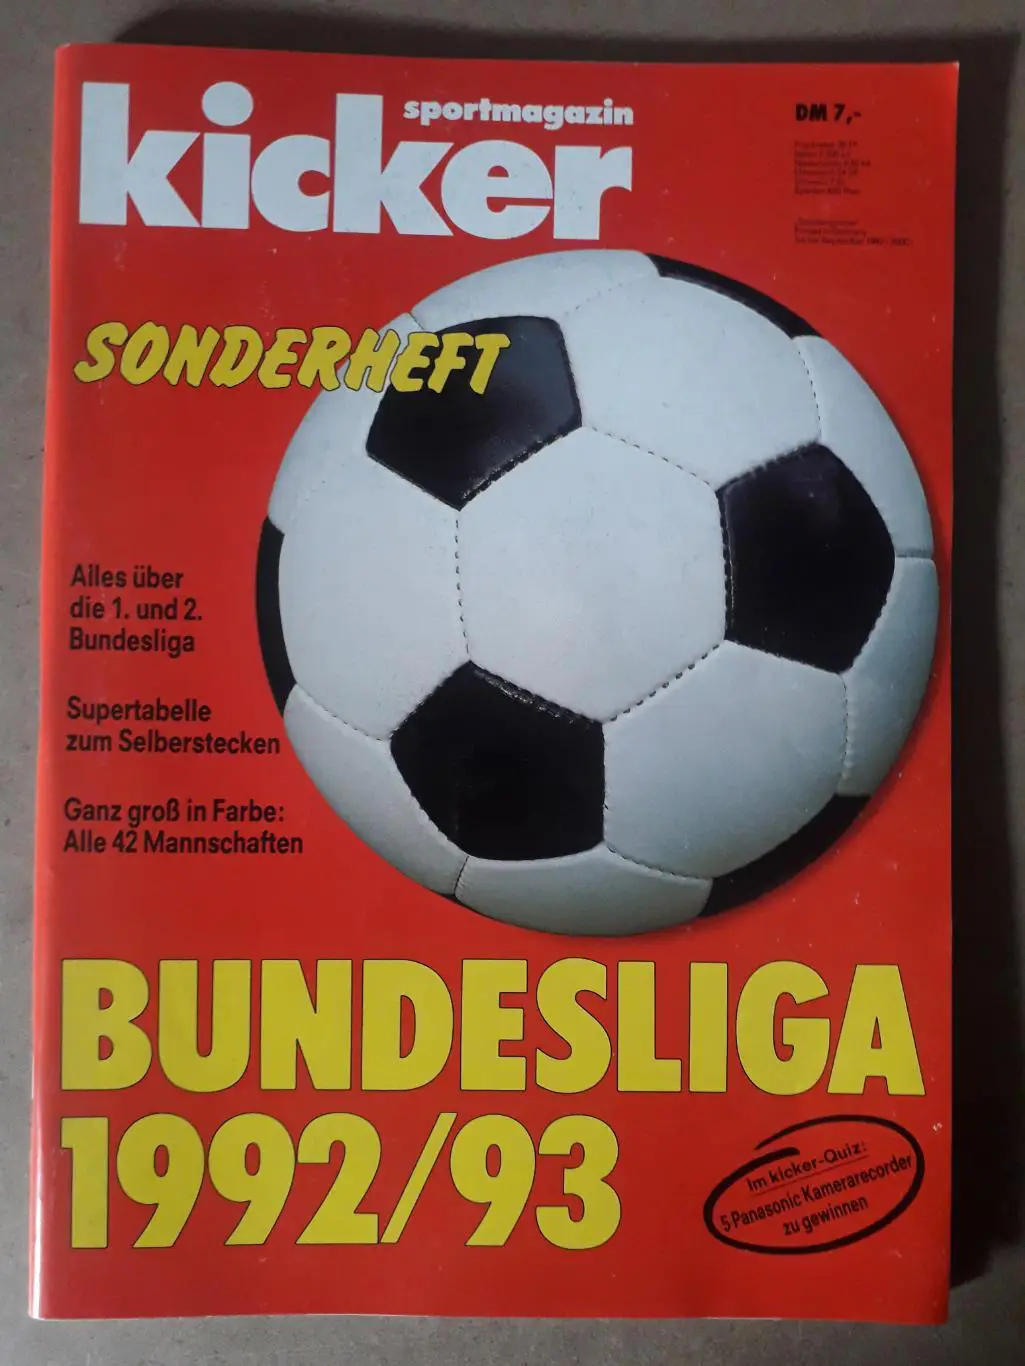 sportmagazin
kicker
DM 7,-
SONDERHEFT
Alles über
die 1. und 2.
Bundesliga
Supertabelle
zum Selberstecken
Ganz groß in Farbe:
Alle 42 Mannschaften
BUNDESLIGA
1992/93
Im kicker-Quiz:
5 Panasonic Kamerarecorder
zu gewinnen